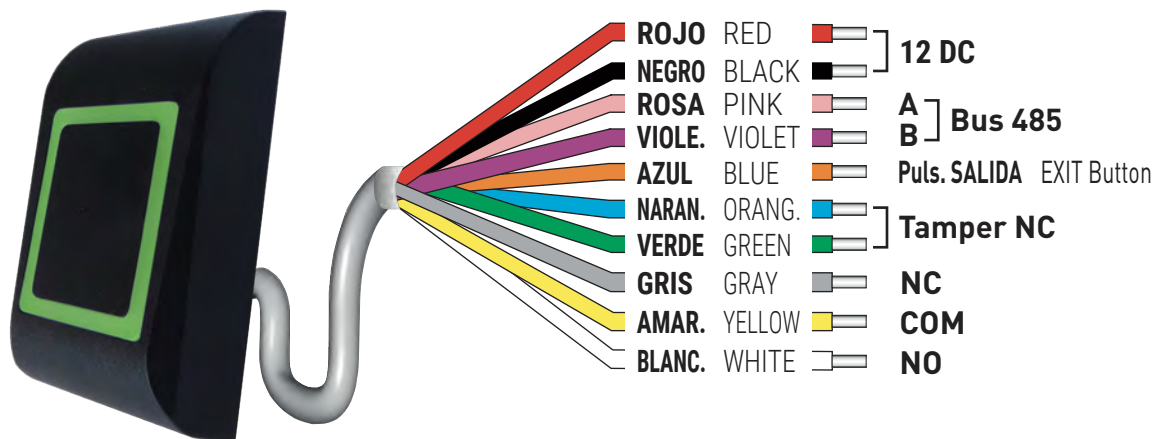 ROJO RED 12 DC
NEGRO BLACK
ROSA PINK A Bus 485
VIOLE. VIOLET B
AZUL BLUE Puls. SALIDA EXIT Button
NARAN. ORANG. Tamper NC
VERDE GREEN
GRIS GRAY NC
AMAR. YELLOW COM
BLANC. WHITE NO